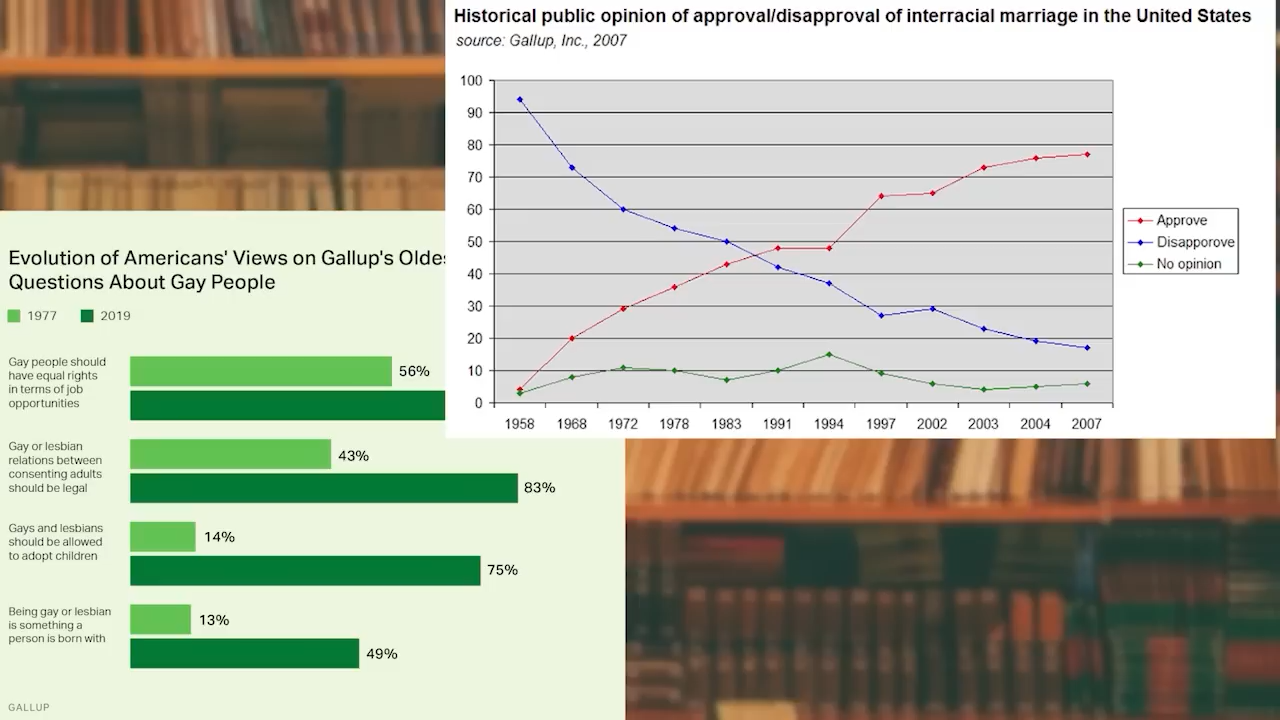 Historical public opinion of approval/disapproval of interracial marriage in the United States
source: Gallup, Inc., 2007
100
90
80
70
60
50
40
30
20
10
0
1958 1968 1972 1978 1983 1991 1994 1997 2002 2003 2004 2007
Approve
Disapporove
No opinion
Evolution of Americans' Views on Gallup's Oldes
Questions About Gay People
1977 2019
Gay people should
have equal rights
in terms of job
opportunities
56%
Gay or lesbian
relations between
consenting adults
should be legal
43%
83%
Gays and lesbians
should be allowed
to adopt children
14%
75%
Being gay or lesbian
is something a
person is born with
13%
49%
GALLUP